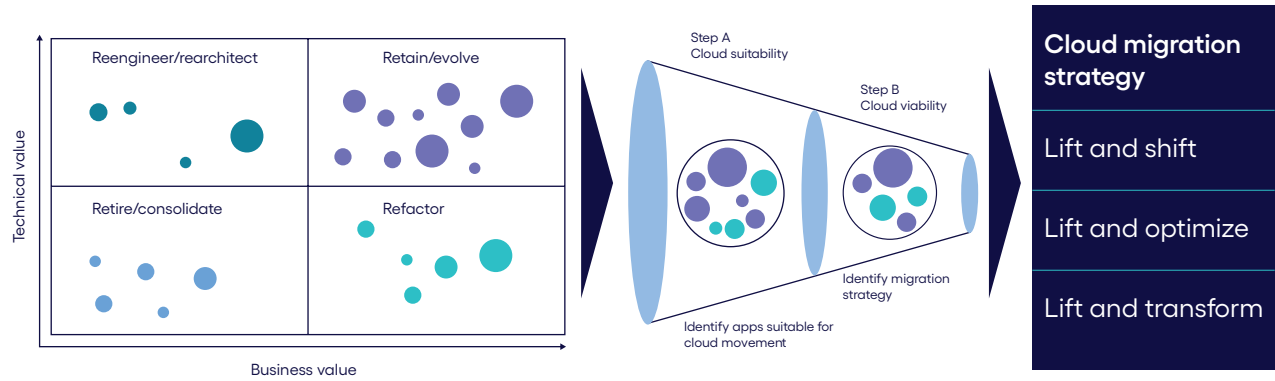 Technical value
Reengineer/rearchitect
Retain/evolve
Retire/consolidate
Refactor
Business value
Step A
Cloud suitability
Step B
Cloud viability
Identify migration
strategy
Identify apps suitable for
cloud movement
Cloud migration
strategy
Lift and shift
Lift and optimize
Lift and transform